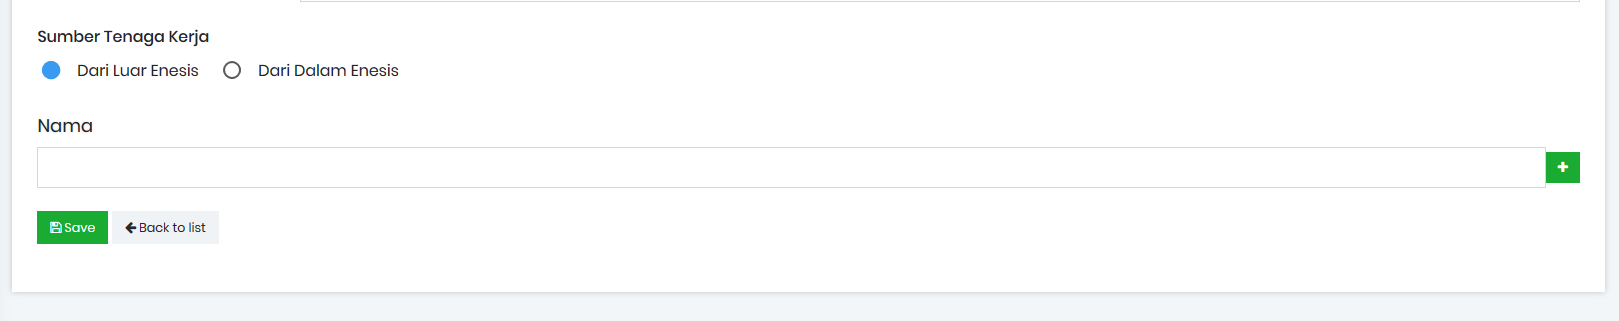 Sumber Tenaga Kerja
Dari Luar Enesis Dari Dalam Enesis
Nama
Save Back to list